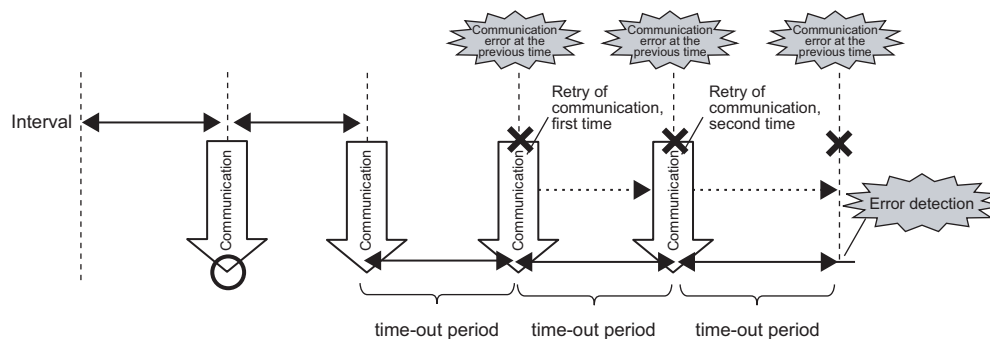 Communication
error at the
previous time
Communication
error at the
previous time
Communication
error at the
previous time
Interval
Retry of
communication,
first time
Retry of
communication,
second time
Communication
Communication
Communication
Communication
Error detection
time-out period
time-out period
time-out period